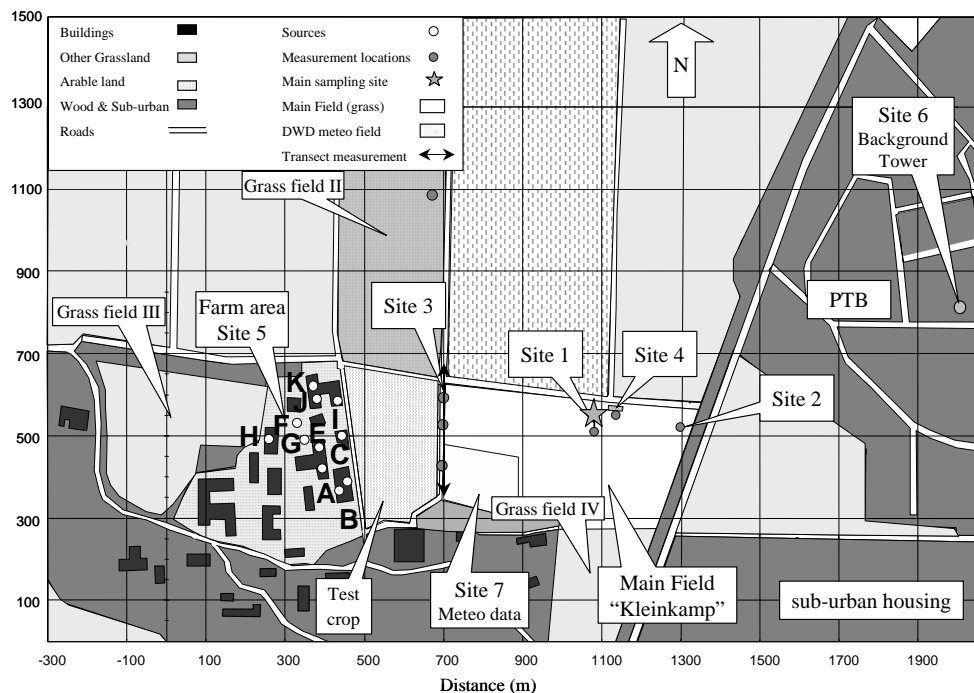 1500
1300
1100
900
700
500
300
100
Buildings
Other Grassland
Arable land
Wood & Sub-urban
Roads
Sources
Measurement locations
Main sampling site
Main Field (grass)
DWD meteo field
Transect measurement
N
Site 6
Background
Tower
Grass field II
Grass field III
Farm area
Site 5
Site 3
PTB
Site 1
Site 4
Site 2
K
J
F
I
H
G
E
C
A
B
Grass field IV
Test
crop
Site 7
Meteo data
Main Field
“Kleinkamp”
sub-urban housing
-300 -100 100 300 500 700 900 1100 1300 1500 1700 1900
Distance (m)